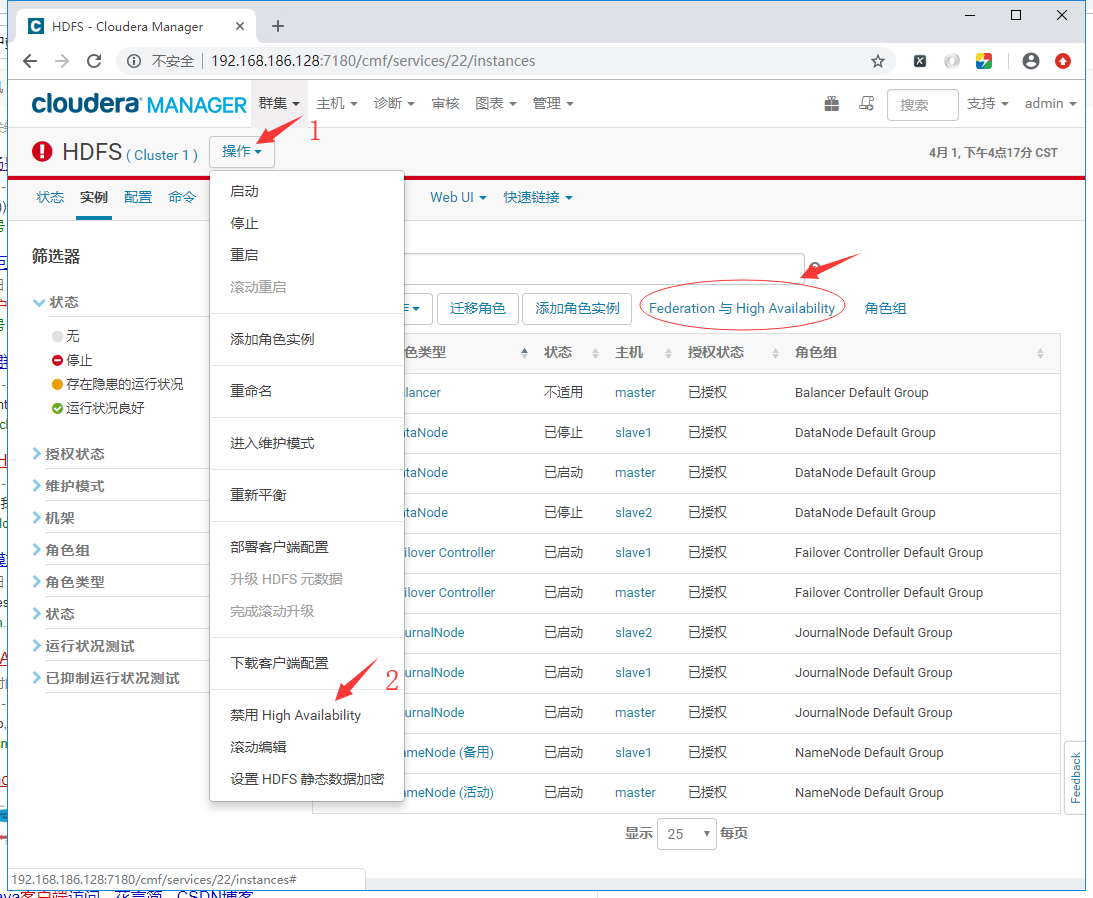 HDFS - Cloudera Manager
不安全 192.168.186.128:7180/cmf/services/22/instances
cloudera MANAGER 群集 主机 诊断 审核 图表 管理 搜索 支持 admin
1
HDFS ( Cluster 1 ) 操作 4月 1, 下午4点17分 CST
状态 实例 配置 命令 Web UI 快速链接
启动
停止
重启
滚动重启
添加角色实例
重命名
进入维护模式
重新平衡
部署客户端配置
升级 HDFS 元数据
完成滚动升级
下载客户端配置
2
禁用 High Availability
滚动编辑
设置 HDFS 静态数据加密
筛选器
状态
无
停止
存在隐患的运行状况
运行状况良好
授权状态
维护模式
机架
角色组
角色类型
状态
运行状况测试
已抑制运行状况测试
迁移角色 添加角色实例 Federation 与 High Availability 角色组
色类型 状态 主机 授权状态 角色组
lancer 不适用 master 已授权 Balancer Default Group
taNode 已停止 slave1 已授权 DataNode Default Group
taNode 已启动 master 已授权 DataNode Default Group
taNode 已停止 slave2 已授权 DataNode Default Group
ilover Controller 已启动 slave1 已授权 Failover Controller Default Group
ilover Controller 已启动 master 已授权 Failover Controller Default Group
urnalNode 已启动 slave2 已授权 JournalNode Default Group
urnalNode 已启动 slave1 已授权 JournalNode Default Group
urnalNode 已启动 master 已授权 JournalNode Default Group
meNode (备用) 已启动 slave1 已授权 NameNode Default Group
meNode (活动) 已启动 master 已授权 NameNode Default Group
显示 25 每页
Feedback
192.168.186.128:7180/cmf/services/22/instances#